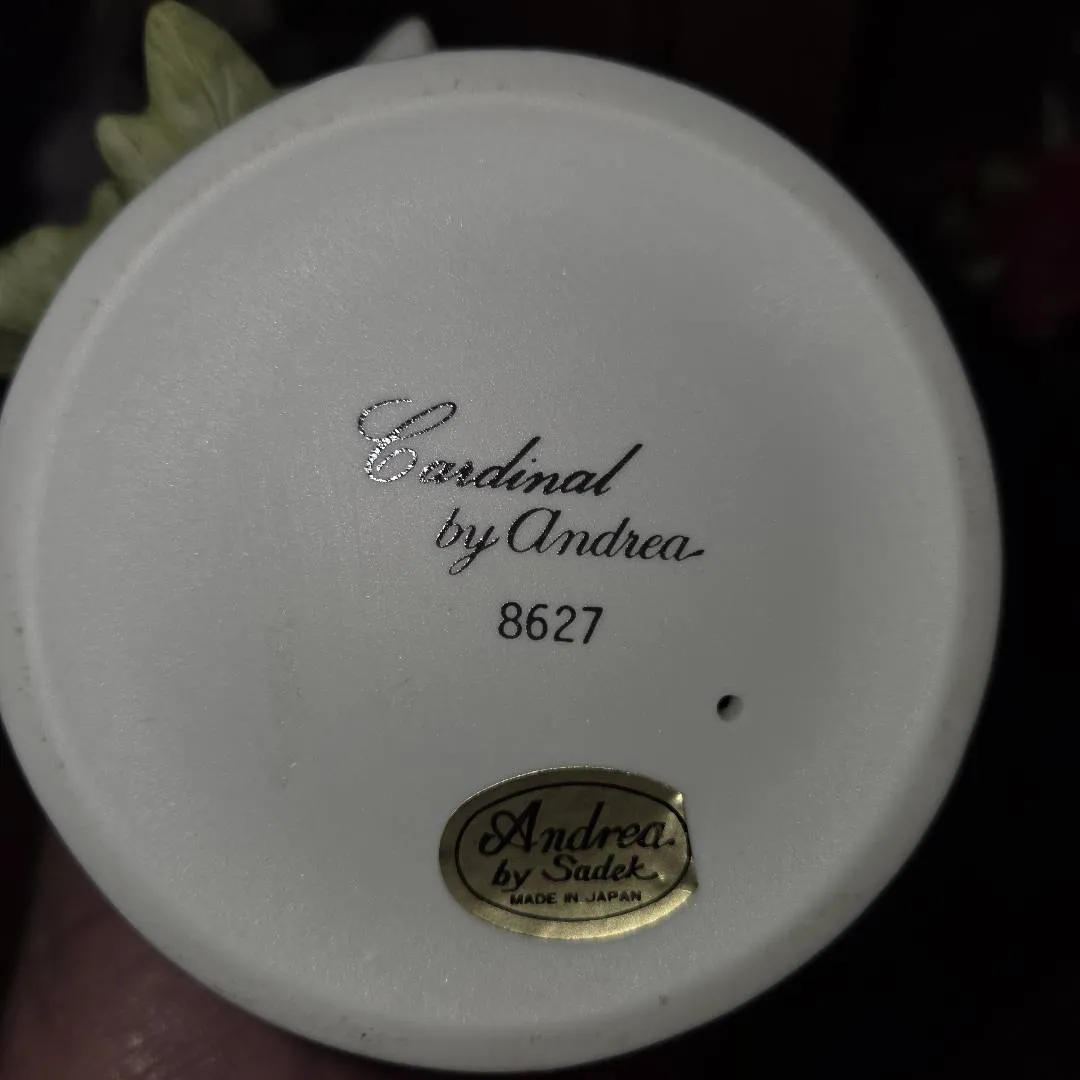 Cardinal
by Andrea
8627
Andrea
by Sadek
MADE IN JAPAN